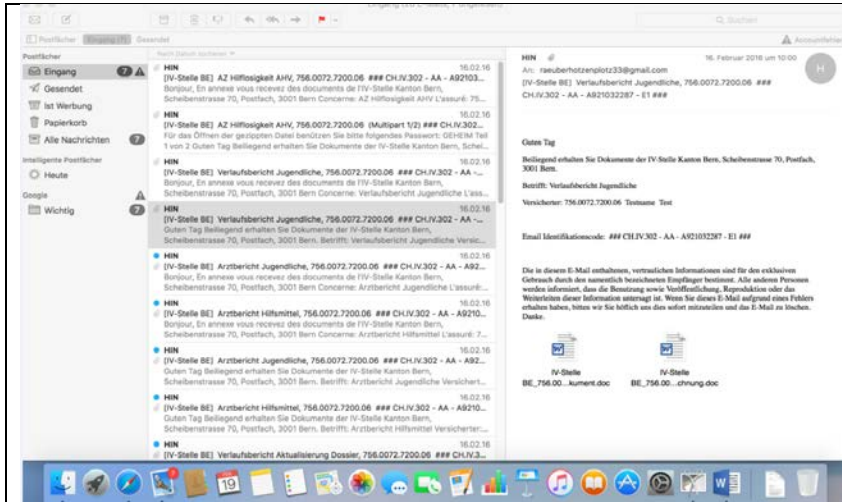 Suchen
Postfächer Eingang (7) Gesendet
Accountfehler
Postfächer
Eingang 7
Gesendet
Ist Werbung
Papierkorb
Alle Nachrichten 7
Intelligente Postfächer
Heute
Google
Wichtig 7
Nach Datum sortieren
HIN 16.02.16
[IV-Stelle BE] AZ Hilflosigkeit AHV, 756.0072.7200.06 ### CH.IV.302 - AA - A92103...
Bonjour, En annexe vous recevez des documents de l'IV-Stelle Kanton Bern,
Scheibenstrasse 70, Postfach, 3001 Bern Concerne: AZ Hilflosigkeit AHV L'assuré: 75...
HIN 16.02.16
[IV-Stelle BE] AZ Hilflosigkeit AHV, 756.0072.7200.06 (Multipart 1/2) ### CH.IV.302...
Für das Öffnen der gezippten Datei benützen Sie bitte folgendes Passwort: GEHEIM Teil
1 von 2 Guten Tag Beiliegend erhalten Sie Dokumente der IV-Stelle Kanton Bern, Schei...
HIN 16.02.16
[IV-Stelle BE] Verlaufsbericht Jugendliche, 756.0072.7200.06 ### CH.IV.302 - AA -...
Bonjour, En annexe vous recevez des documents de l'IV-Stelle Kanton Bern,
Scheibenstrasse 70, Postfach, 3001 Bern Concerne: Verlaufsbericht Jugendliche L'ass...
HIN 16.02.16
[IV-Stelle BE] Verlaufsbericht Jugendliche, 756.0072.7200.06 ### CH.IV.302 - AA -...
Guten Tag Beiliegend erhalten Sie Dokumente der IV-Stelle Kanton Bern,
Scheibenstrasse 70, Postfach, 3001 Bern. Betrifft: Verlaufsbericht Jugendliche Versic...
HIN 16.02.16
[IV-Stelle BE] Arztbericht Jugendliche, 756.0072.7200.06 ### CH.IV.302 - AA - A92...
Bonjour, En annexe vous recevez des documents de l'IV-Stelle Kanton Bern,
Scheibenstrasse 70, Postfach, 3001 Bern Concerne: Arztbericht Jugendliche L'assuré:...
HIN 16.02.16
[IV-Stelle BE] Arztbericht Hilfsmittel, 756.0072.7200.06 ### CH.IV.302 - AA - A9210...
Bonjour, En annexe vous recevez des documents de l'IV-Stelle Kanton Bern,
Scheibenstrasse 70, Postfach, 3001 Bern Concerne: Arztbericht Hilfsmittel L'assuré: 7...
HIN 16.02.16
[IV-Stelle BE] Arztbericht Jugendliche, 756.0072.7200.06 ### CH.IV.302 - AA - A92...
Guten Tag Beiliegend erhalten Sie Dokumente der IV-Stelle Kanton Bern,
Scheibenstrasse 70, Postfach, 3001 Bern. Betrifft: Arztbericht Jugendliche Versichert...
HIN 16.02.16
[IV-Stelle BE] Arztbericht Hilfsmittel, 756.0072.7200.06 ### CH.IV.302 - AA - A9210...
Guten Tag Beiliegend erhalten Sie Dokumente der IV-Stelle Kanton Bern,
Scheibenstrasse 70, Postfach, 3001 Bern. Betrifft: Arztbericht Hilfsmittel Versicherter:...
HIN 16.02.16
[IV-Stelle BE] Verlaufsbericht Aktualisierung Dossier, 756.0072.7200.06 ### CH.IV.3...
HIN 16. Februar 2016 um 10:00
H
An: raeuberhotzenplotz33@gmail.com
[IV-Stelle BE] Verlaufsbericht Jugendliche, 756.0072.7200.06 ###
CH.IV.302 - AA - A921032287 - E1 ###
Guten Tag
Beiliegend erhalten Sie Dokumente der IV-Stelle Kanton Bern, Scheibenstrasse 70, Postfach,
3001 Bern.
Betrifft: Verlaufsbericht Jugendliche
Versicherter: 756.0072.7200.06 Testname Test
Email Identifikationscode: ### CH.IV.302 - AA - A921032287 - E1 ###
Die in diesem E-Mail enthaltenen, vertraulichen Informationen sind für den exklusiven
Gebrauch durch den namentlich bezeichneten Empfänger bestimmt. Alle anderen Personen
werden informiert, dass die Benutzung sowie Veröffentlichung, Reproduktion oder das
Weiterleiten dieser Information untersagt ist. Wenn Sie dieses E-Mail aufgrund eines Fehlers
erhalten haben, bitten wir Sie höflich uns dies sofort mitzuteilen und das E-Mail zu löschen.
Danke.
IV-Stelle
BE_756.00...kument.doc
IV-Stelle
BE_756.00...chnung.doc
19